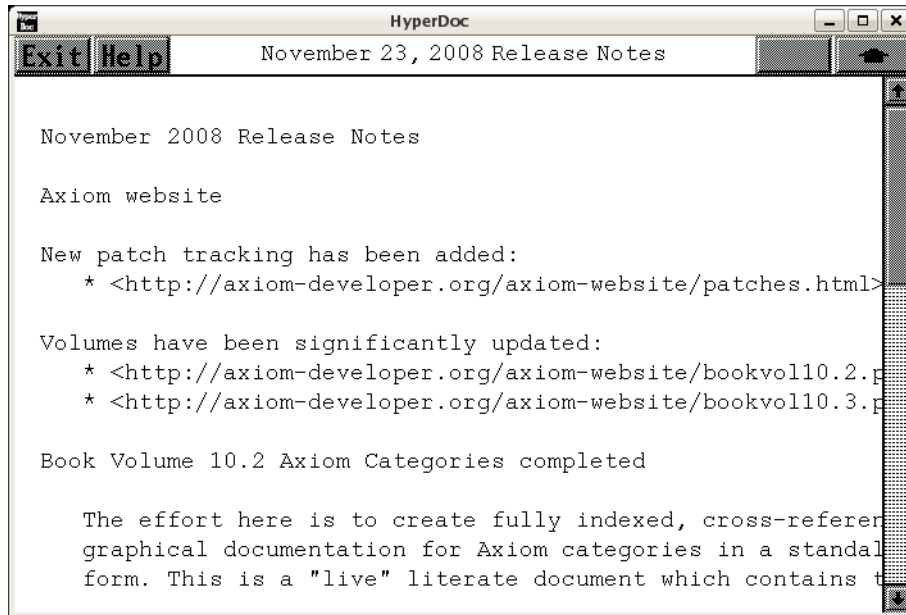 HyperDoc
Exit Help November 23, 2008 Release Notes
November 2008 Release Notes
Axiom website
New patch tracking has been added:
* <http://axiom-developer.org/axiom-website/patches.html>
Volumes have been significantly updated:
* <http://axiom-developer.org/axiom-website/bookvol10.2.p
* <http://axiom-developer.org/axiom-website/bookvol10.3.p
Book Volume 10.2 Axiom Categories completed
The effort here is to create fully indexed, cross-referen
graphical documentation for Axiom categories in a standal
form. This is a "live" literate document which contains t